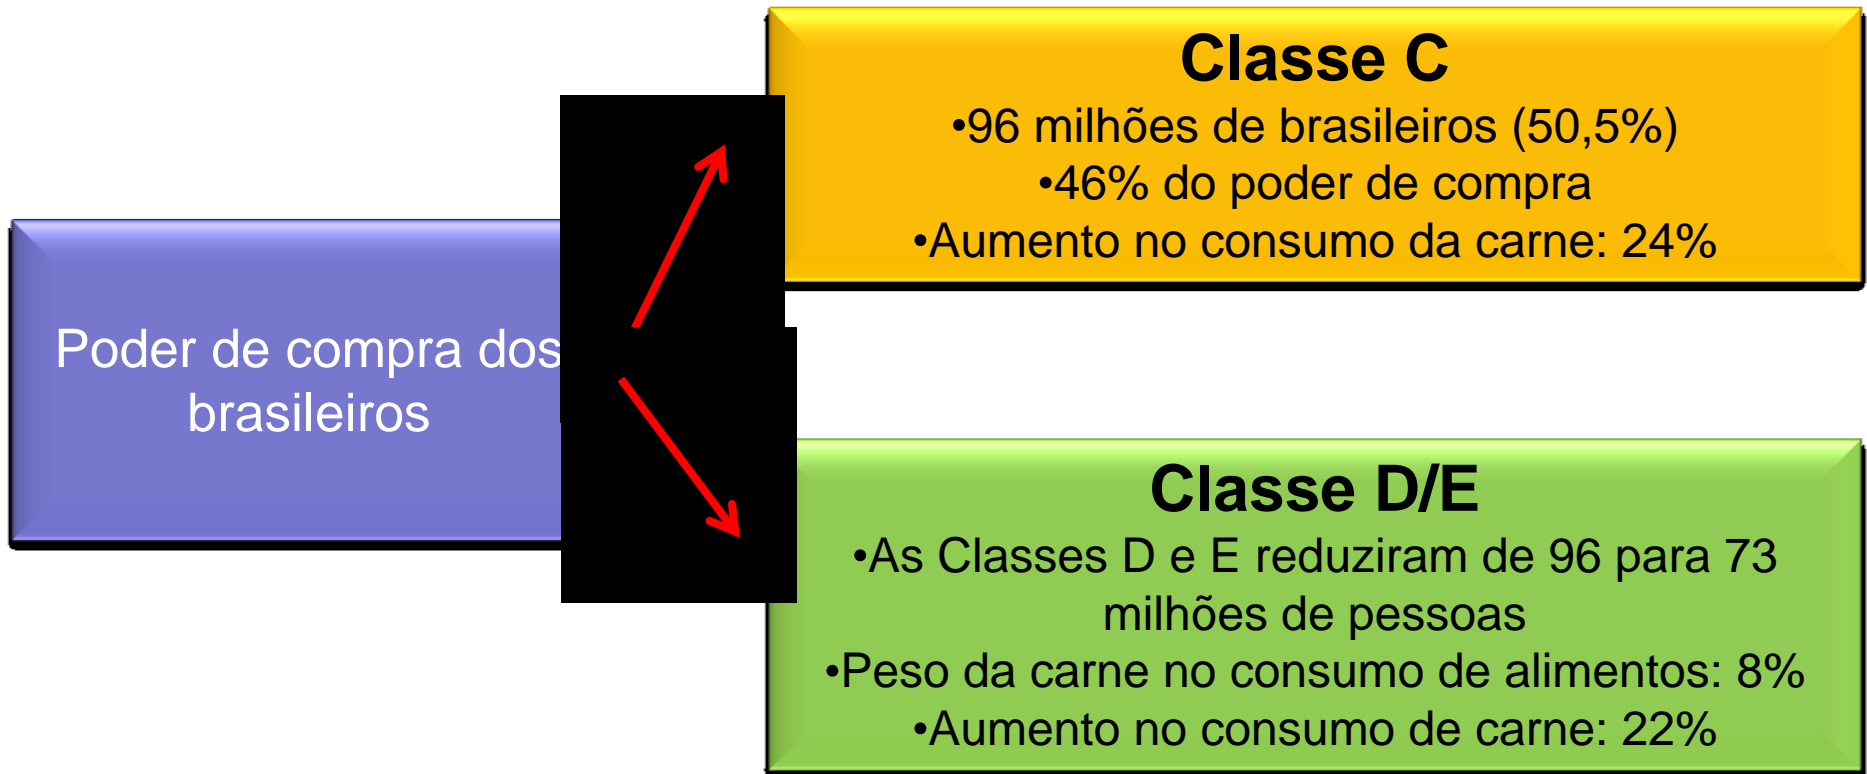 Poder de compra dos
brasileiros
Classe C
•96 milhões de brasileiros (50,5%)
•46% do poder de compra
•Aumento no consumo da carne: 24%
Classe D/E
•As Classes D e E reduziram de 96 para 73
milhões de pessoas
•Peso da carne no consumo de alimentos: 8%
•Aumento no consumo de carne: 22%